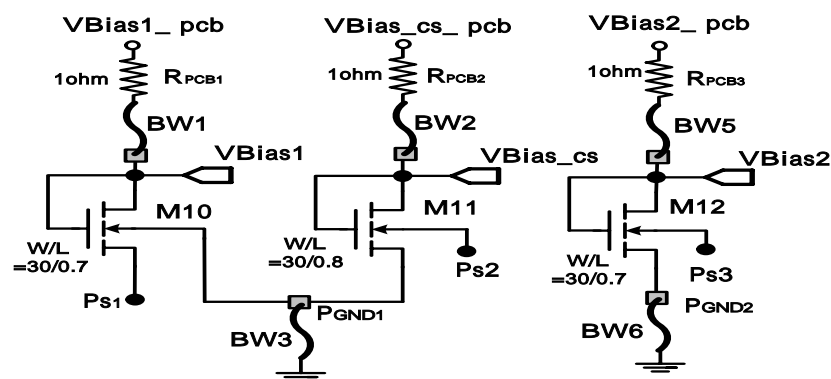 VBias1_ pcb
VBias_cs_ pcb
VBias2_ pcb
1ohm
RPCB1
1ohm
RPCB2
1ohm
RPCB3
BW1
BW2
BW5
VBias1
VBias_cs
VBias2
M10
M11
M12
W/L
=30/0.7
W/L
=30/0.8
W/L
=30/0.7
Ps1
Ps2
Ps3
PGND1
PGND2
BW3
BW6